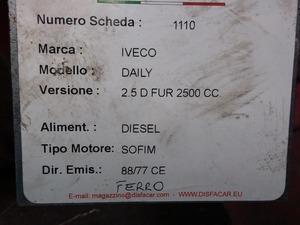 Numero Scheda : 1110
Marca : IVECO
Modello : DAILY
Versione : 2.5 D FUR 2500 CC.
Aliment. : DIESEL
Tipo Motore: SOFIM
Dir. Emis.: 88/77 CE
FERRO
E-mail: magazzino@disfacar.eu - WWW.DISFACAR.EU